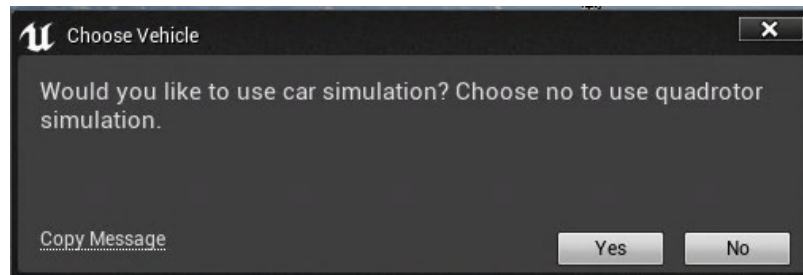 Choose Vehicle
Would you like to use car simulation? Choose no to use quadrotor
simulation.
Copy Message
Yes
No